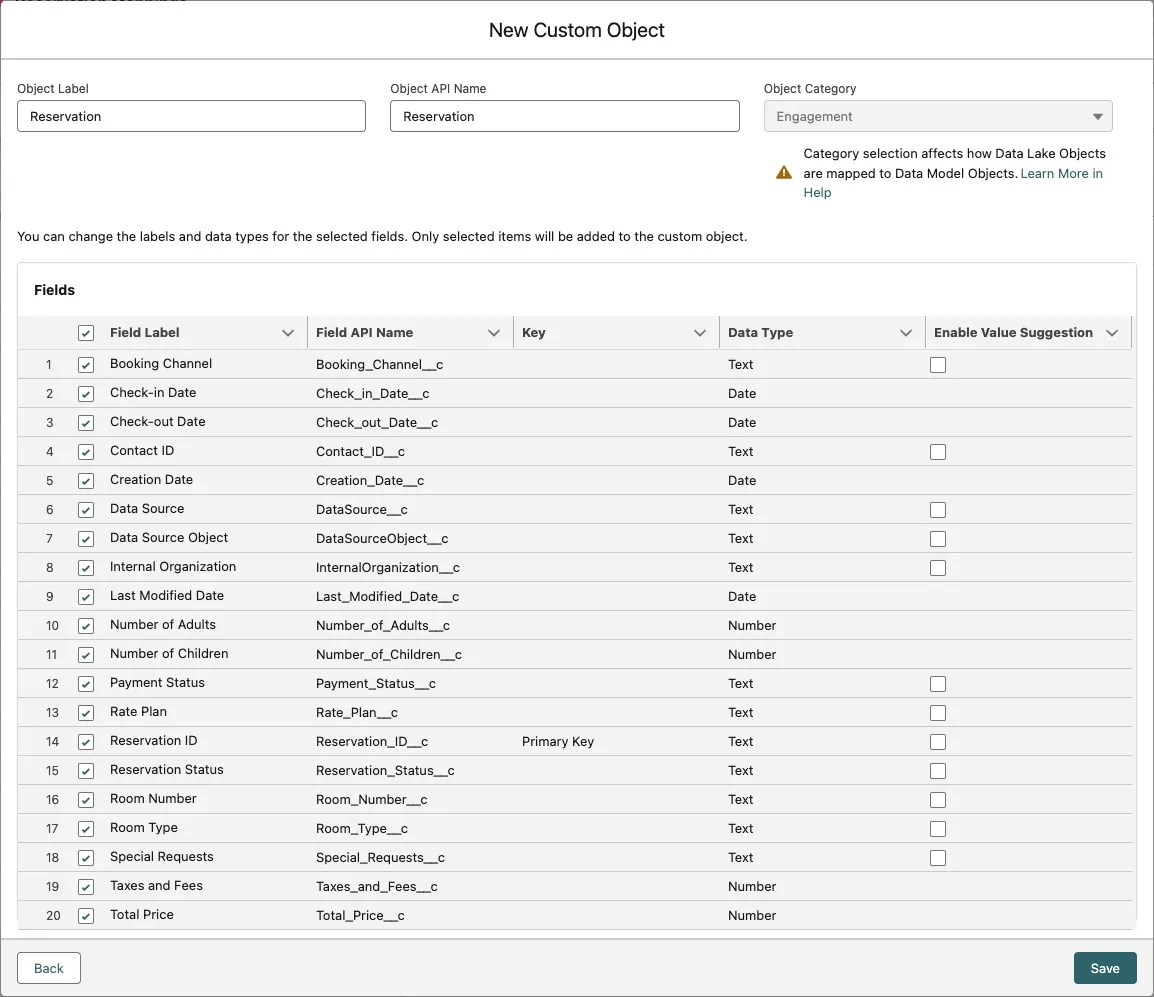 New Custom Object
Object Label
Object API Name
Object Category
Reservation
Reservation
Engagement
Category selection affects how Data Lake Objects
are mapped to Data Model Objects. Learn More in
Help
You can change the labels and data types for the selected fields. Only selected items will be added to the custom object.
Fields
Field Label Field API Name Key Data Type Enable Value Suggestion
1 Booking Channel Booking_Channel__c Text
2 Check-in Date Check_in_Date__c Date
3 Check-out Date Check_out_Date__c Date
4 Contact ID Contact_ID__c Text
5 Creation Date Creation_Date__c Date
6 Data Source DataSource__c Text
7 Data Source Object DataSourceObject__c Text
8 Internal Organization InternalOrganization__c Text
9 Last Modified Date Last_Modified_Date__c Date
10 Number of Adults Number_of_Adults__c Number
11 Number of Children Number_of_Children__c Number
12 Payment Status Payment_Status__c Text
13 Rate Plan Rate_Plan__c Text
14 Reservation ID Reservation_ID__c Primary Key Text
15 Reservation Status Reservation_Status__c Text
16 Room Number Room_Number__c Text
17 Room Type Room_Type__c Text
18 Special Requests Special_Requests__c Text
19 Taxes and Fees Taxes_and_Fees__c Number
20 Total Price Total_Price__c Number
Back
Save